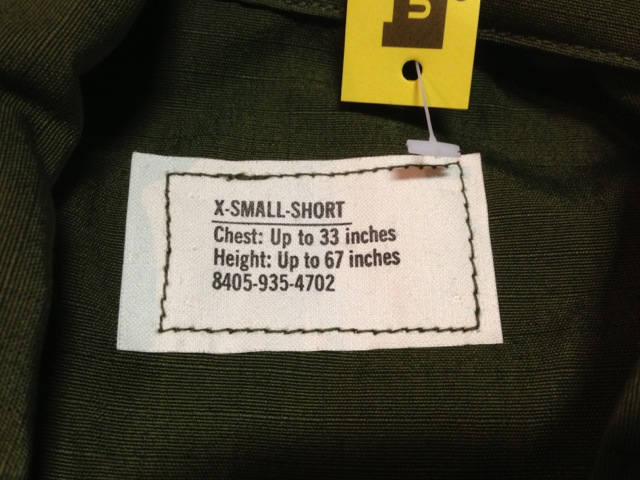 X-SMALL-SHORT
Chest: Up to 33 inches
Height: Up to 67 inches
8405-935-4702